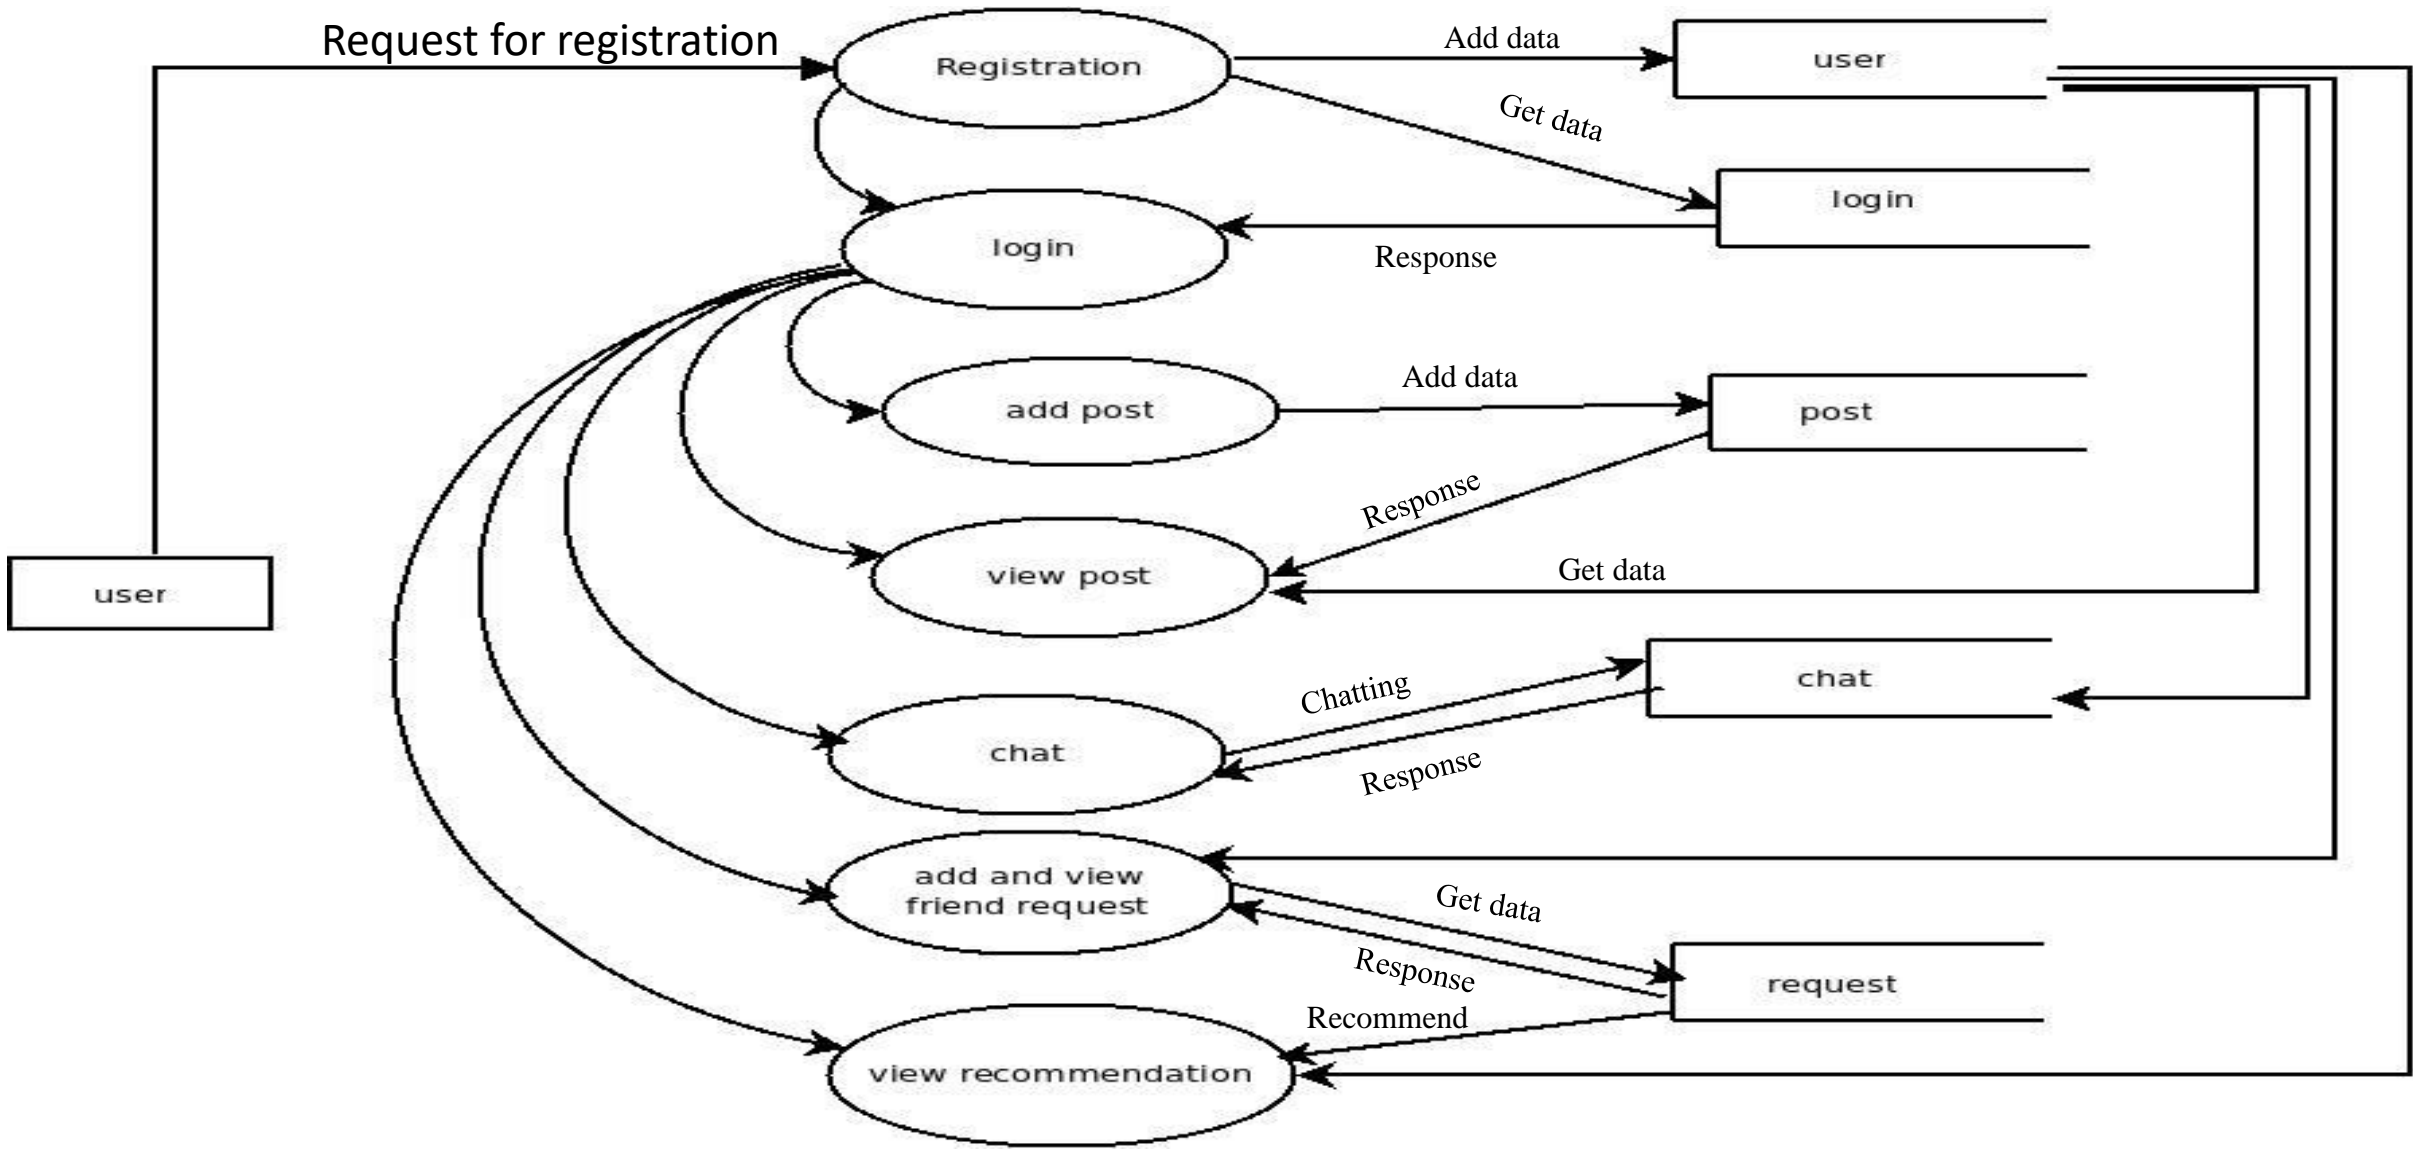 Request for registration
Registration
Add data
user
Get data
login
login
Response
add post
Add data
post
Response
view post
Get data
user
Chatting
chat
chat
Response
add and view
friend request
Get data
Response
request
Recommend
view recommendation